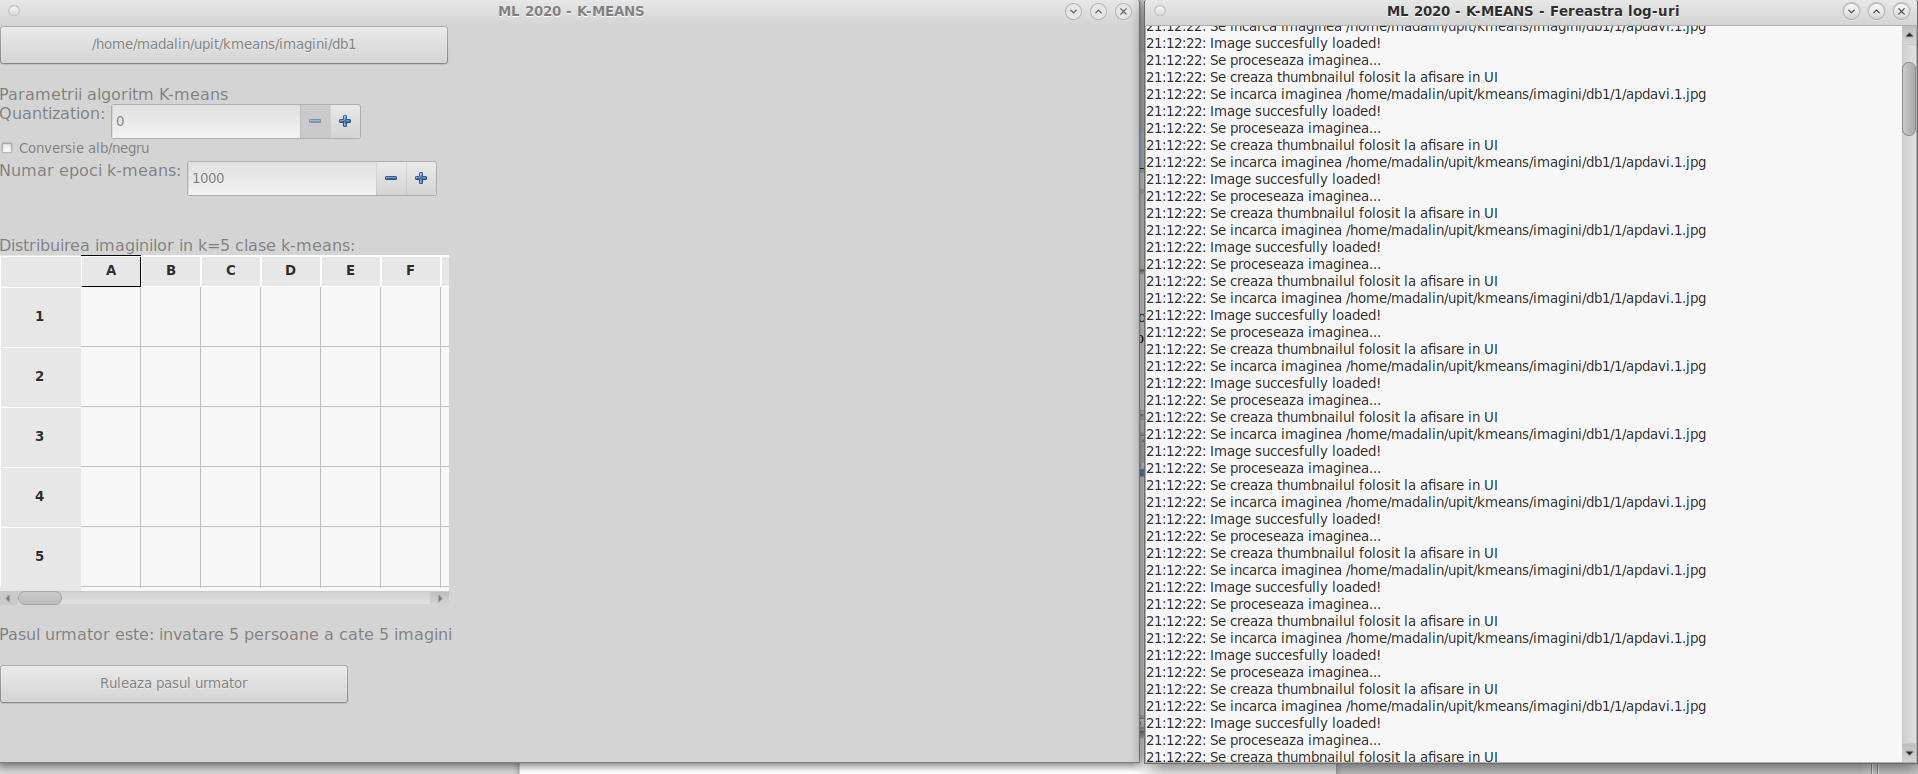 ML 2020 - K-MEANS
/home/madalin/upit/kmeans/imagini/db1
Parametrii algoritm K-means
Quantization: 0
Conversie alb/negru
Numar epoci k-means: 1000
Distribuirea imaginilor in k=5 clase k-means:
A B C D E F
1
2
3
4
5
Pasul urmator este: invatare 5 persoane a cate 5 imagini
Ruleaza pasul urmator
ML 2020 - K-MEANS - Fereastra log-uri
21:12:22: Se incarca imaginea /home/madalin/upit/kmeans/imagini/db1/1/apdavi.1.jpg
21:12:22: Image succesfully loaded!
21:12:22: Se proceseaza imaginea...
21:12:22: Se creaza thumbnailul folosit la afisare in UI
21:12:22: Se incarca imaginea /home/madalin/upit/kmeans/imagini/db1/1/apdavi.1.jpg
21:12:22: Image succesfully loaded!
21:12:22: Se proceseaza imaginea...
21:12:22: Se creaza thumbnailul folosit la afisare in UI
21:12:22: Se incarca imaginea /home/madalin/upit/kmeans/imagini/db1/1/apdavi.1.jpg
21:12:22: Image succesfully loaded!
21:12:22: Se proceseaza imaginea...
21:12:22: Se creaza thumbnailul folosit la afisare in UI
21:12:22: Se incarca imaginea /home/madalin/upit/kmeans/imagini/db1/1/apdavi.1.jpg
21:12:22: Image succesfully loaded!
21:12:22: Se proceseaza imaginea...
21:12:22: Se creaza thumbnailul folosit la afisare in UI
21:12:22: Se incarca imaginea /home/madalin/upit/kmeans/imagini/db1/1/apdavi.1.jpg
21:12:22: Image succesfully loaded!
21:12:22: Se proceseaza imaginea...
21:12:22: Se creaza thumbnailul folosit la afisare in UI
21:12:22: Se incarca imaginea /home/madalin/upit/kmeans/imagini/db1/1/apdavi.1.jpg
21:12:22: Image succesfully loaded!
21:12:22: Se proceseaza imaginea...
21:12:22: Se creaza thumbnailul folosit la afisare in UI
21:12:22: Se incarca imaginea /home/madalin/upit/kmeans/imagini/db1/1/apdavi.1.jpg
21:12:22: Image succesfully loaded!
21:12:22: Se proceseaza imaginea...
21:12:22: Se creaza thumbnailul folosit la afisare in UI
21:12:22: Se incarca imaginea /home/madalin/upit/kmeans/imagini/db1/1/apdavi.1.jpg
21:12:22: Image succesfully loaded!
21:12:22: Se proceseaza imaginea...
21:12:22: Se creaza thumbnailul folosit la afisare in UI
21:12:22: Se incarca imaginea /home/madalin/upit/kmeans/imagini/db1/1/apdavi.1.jpg
21:12:22: Image succesfully loaded!
21:12:22: Se proceseaza imaginea...
21:12:22: Se creaza thumbnailul folosit la afisare in UI
21:12:22: Se incarca imaginea /home/madalin/upit/kmeans/imagini/db1/1/apdavi.1.jpg
21:12:22: Image succesfully loaded!
21:12:22: Se proceseaza imaginea...
21:12:22: Se creaza thumbnailul folosit la afisare in UI
21:12:22: Se incarca imaginea /home/madalin/upit/kmeans/imagini/db1/1/apdavi.1.jpg
21:12:22: Image succesfully loaded!
21:12:22: Se proceseaza imaginea...
21:12:22: Se creaza thumbnailul folosit la afisare in UI